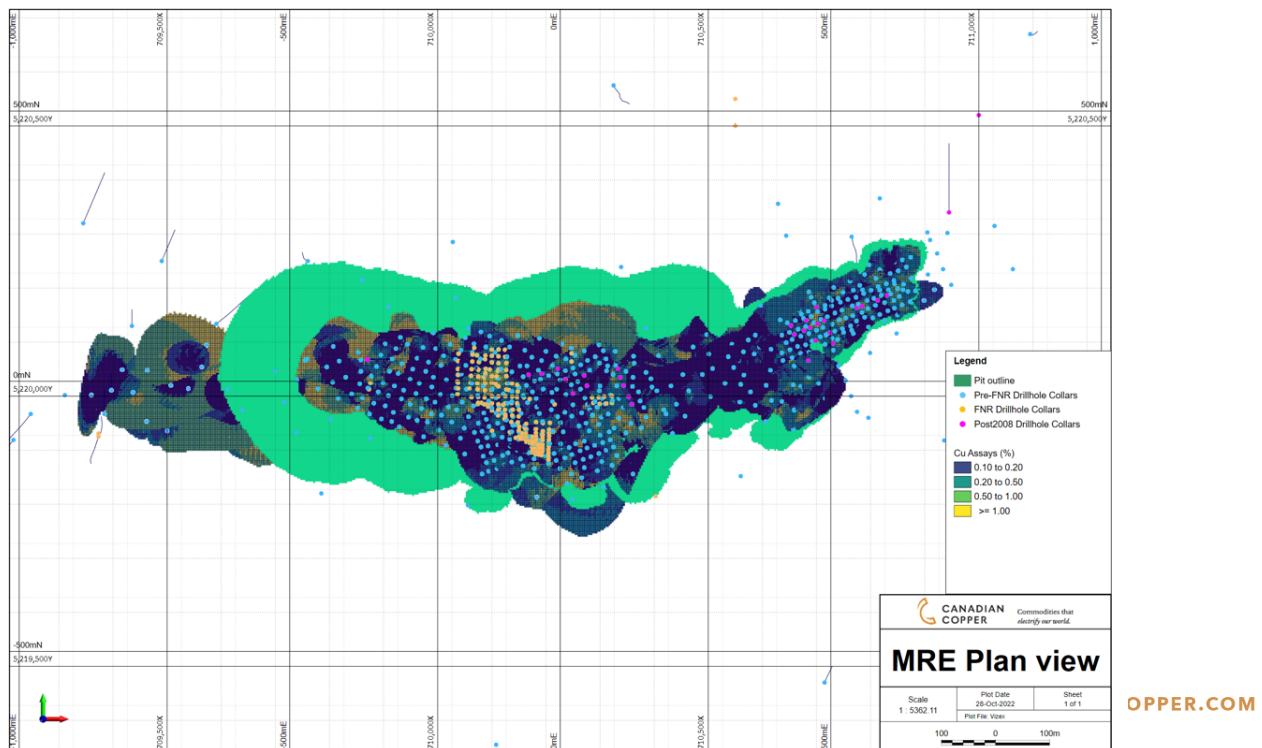 -1,000mE
709,500X
-500mE
710,000X
0mE
710,500X
500mE
711,000X
1,000mE
500mN
500mN
5,220,500Y
5,220,500Y
0mN
5,220,000Y
Legend
Pit outline
Pre-FNR Drillhole Collars
FNR Drillhole Collars
Post2008 Drillhole Collars
Cu Assays (%)
0.10 to 0.20
0.20 to 0.50
0.50 to 1.00
>= 1.00
CANADIAN
COPPER
Commodities that
electrify our world.
-500mN
5,219,500Y
MRE Plan view
Scale
1 : 5362.11
Plot Date
28-Oct-2022
Sheet
1 of 1
Plot File: Vizex
100
0
100m
-1,000mE
709,500X
-500mE
710,000X
0mE
710,500X
500mE
OPPER.COM